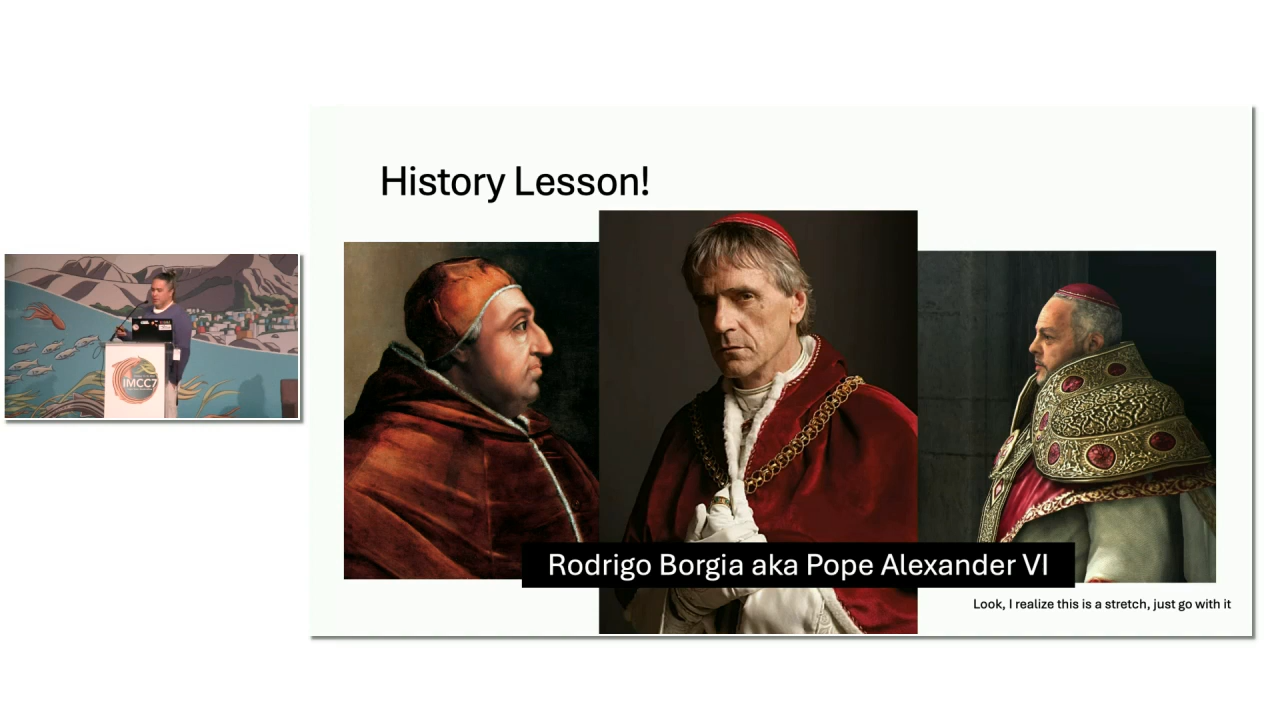 History Lesson!
Rodrigo Borgia aka Pope Alexander VI
Look, I realize this is a stretch, just go with it
IMCC7